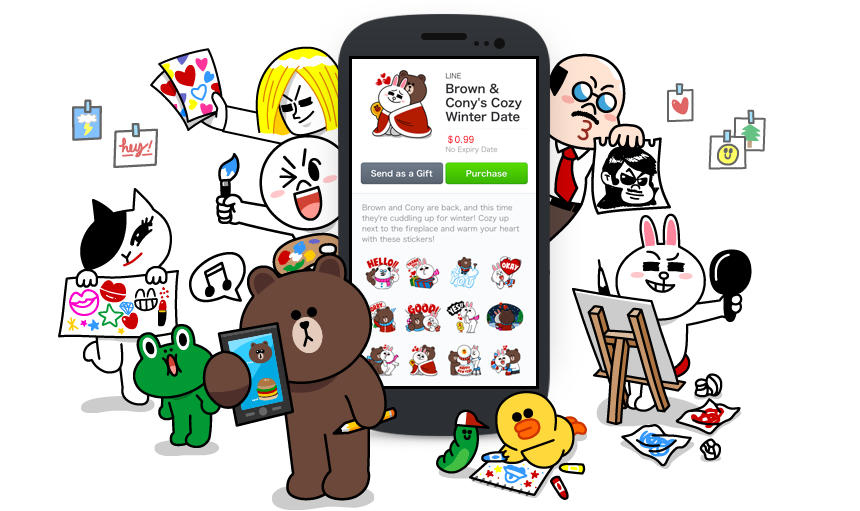 LINE
Brown &
Cony's Cozy
Winter Date
$0.99
No Expiry Date
Send as a Gift
Purchase
Brown and Cony are back, and this time
they're cuddling up for winter! Cozy up
next to the fireplace and warm your heart
with these stickers!
HELLO!!
YOU
OKAY
GOOD!
YES!
hey!